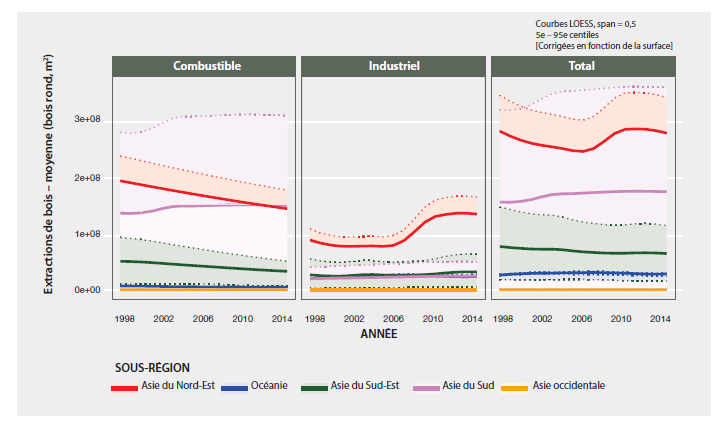 Courbes LOESS, span = 0,5
5e – 95e centiles
[Corrigées en fonction de la surface]
Combustible
Industriel
Total
Extractions de bois – moyenne (bois rond, m²)
3e+08
2e+08
1e+08
0e+00
1998 2002 2006 2010 2014
1998 2002 2006 2010 2014
1998 2002 2006 2010 2014
ANNÉE
SOUS-RÉGION
Asie du Nord-Est
Océanie
Asie du Sud-Est
Asie du Sud
Asie occidentale